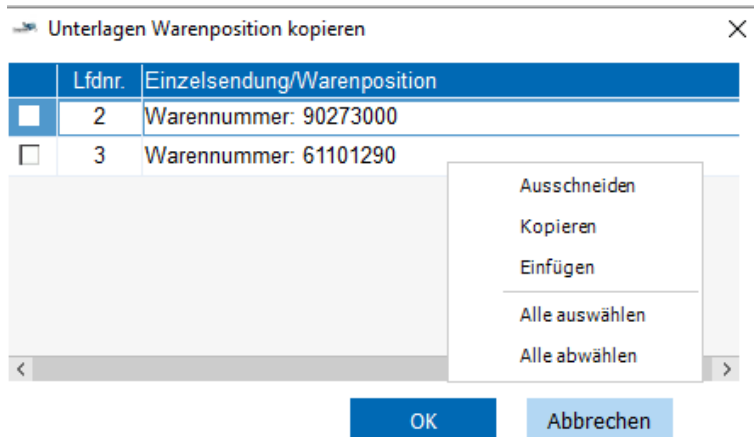 Unterlagen Warenposition kopieren
Lfdnr. Einzelsendung/Warenposition
2 Warennummer: 90273000
3 Warennummer: 61101290
Ausschneiden
Kopieren
Einfügen
Alle auswählen
Alle abwählen
OK Abbrechen